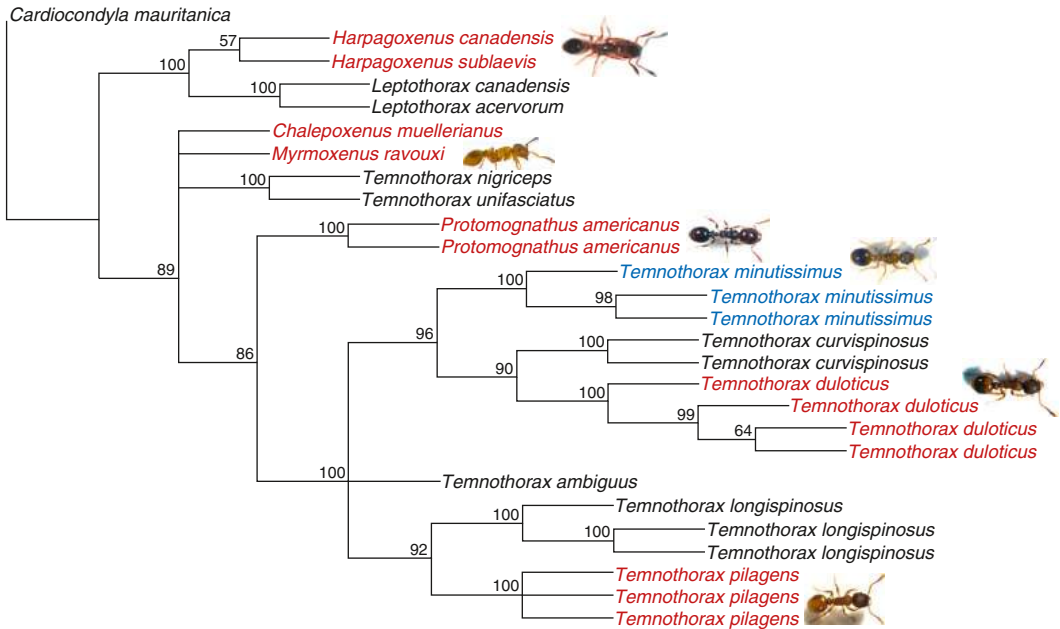 Cardiocondyla mauritanica
57
Harpagoxenus canadensis
Harpagoxenus sublaevis
100
Leptothorax canadensis
100
Leptothorax acervorum
Chalepoxenus muellerianus
Myrmoxenus ravouxi
100
Temnothorax nigriceps
Temnothorax unifasciatus
89
100
Protomognathus americanus
Protomognathus americanus
86
100
Temnothorax minutissimus
98
Temnothorax minutissimus
Temnothorax minutissimus
96
100
Temnothorax curvispinosus
Temnothorax curvispinosus
90
100
Temnothorax duloticus
99
Temnothorax duloticus
64
Temnothorax duloticus
Temnothorax duloticus
100
Temnothorax ambiguus
100
Temnothorax longispinosus
100
Temnothorax longispinosus
Temnothorax longispinosus
92
100
Temnothorax pilagens
Temnothorax pilagens
Temnothorax pilagens